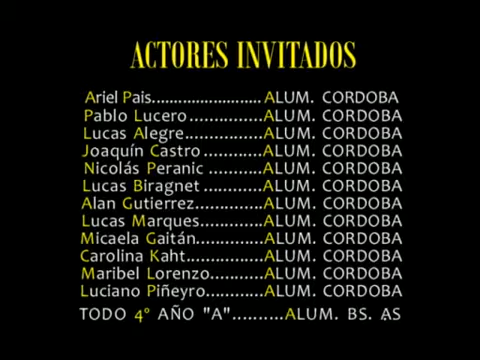 ACTORES INVITADOS
Ariel Pais......................... ALUM. CORDOBA
Pablo Lucero...............ALUM. CORDOBA
Lucas Alegre................ALUM. CORDOBA
Joaquín Castro............ALUM. CORDOBA
Nicolás Peranic ...........ALUM. CORDOBA
Lucas Biragnet ............ALUM. CORDOBA
Alan Gutierrez..............ALUM. CORDOBA
Lucas Marques.............ALUM. CORDOBA
Micaela Gaitán..............ALUM. CORDOBA
Carolina Kaht................ALUM. CORDOBA
Maribel Lorenzo...........ALUM. CORDOBA
Luciano Piñeyro............ALUM. CORDOBA
TODO 4º AÑO "A"..........ALUM. BS. AS